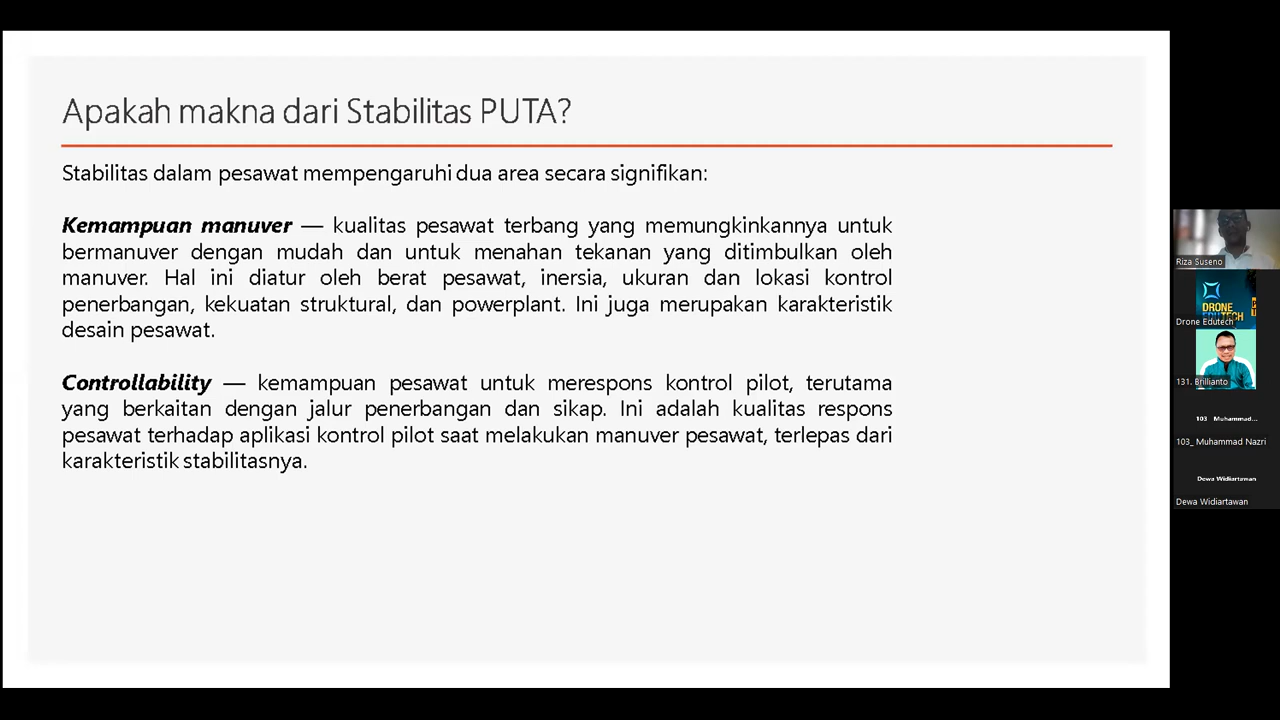 Apakah makna dari Stabilitas PUTA?
Stabilitas dalam pesawat mempengaruhi dua area secara signifikan:
Kemampuan manuver — kualitas pesawat terbang yang memungkinkannya untuk
bermanuver dengan mudah dan untuk menahan tekanan yang ditimbulkan oleh
manuver. Hal ini diatur oleh berat pesawat, inersia, ukuran dan lokasi kontrol
penerbangan, kekuatan struktural, dan powerplant. Ini juga merupakan karakteristik
desain pesawat.
Controllability — kemampuan pesawat untuk merespons kontrol pilot, terutama
yang berkaitan dengan jalur penerbangan dan sikap. Ini adalah kualitas respons
pesawat terhadap aplikasi kontrol pilot saat melakukan manuver pesawat, terlepas dari
karakteristik stabilitasnya.
Riza Suseno
DRONE
EDUTECH
Drone Edutech
131. Brillianto
103_ Muhammad...
103_ Muhammad Nazri
Dewa Widiartawan
Dewa Widiartawan